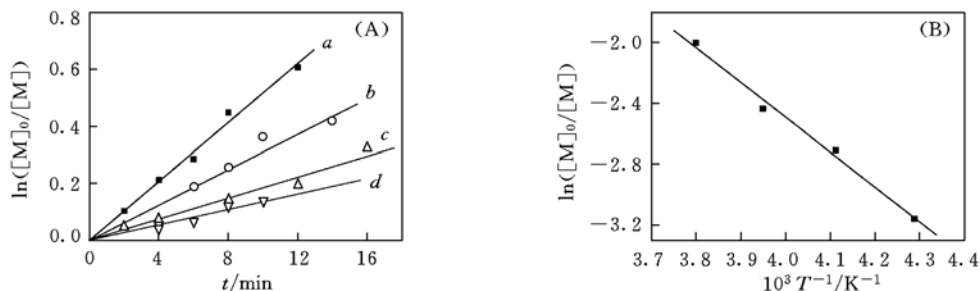 (A)
0.8
0.6
0.4
0.2
0.0
ln([M]₀/[M])
a
b
c
d
0 4 8 12 16
t/min
(B)
−2.0
−2.4
−2.8
−3.2
ln([M]₀/[M])
3.7 3.8 3.9 4.0 4.1 4.2 4.3 4.4
10³ T⁻¹/K⁻¹